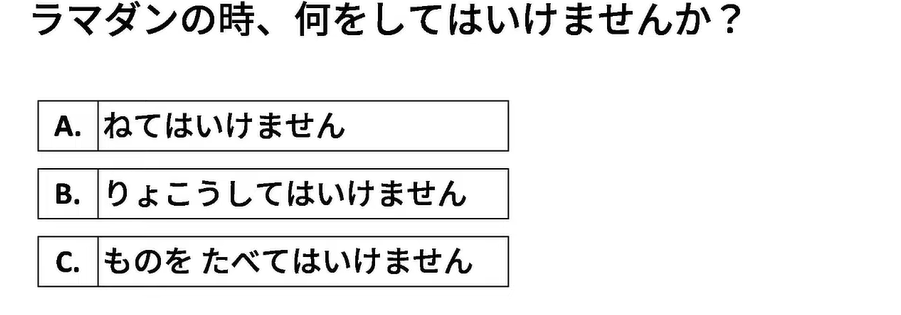 ラマダンの時、何をしてはいけませんか？
A. ねてはいけません
B. りょこうしてはいけません
C. ものを たべてはいけません